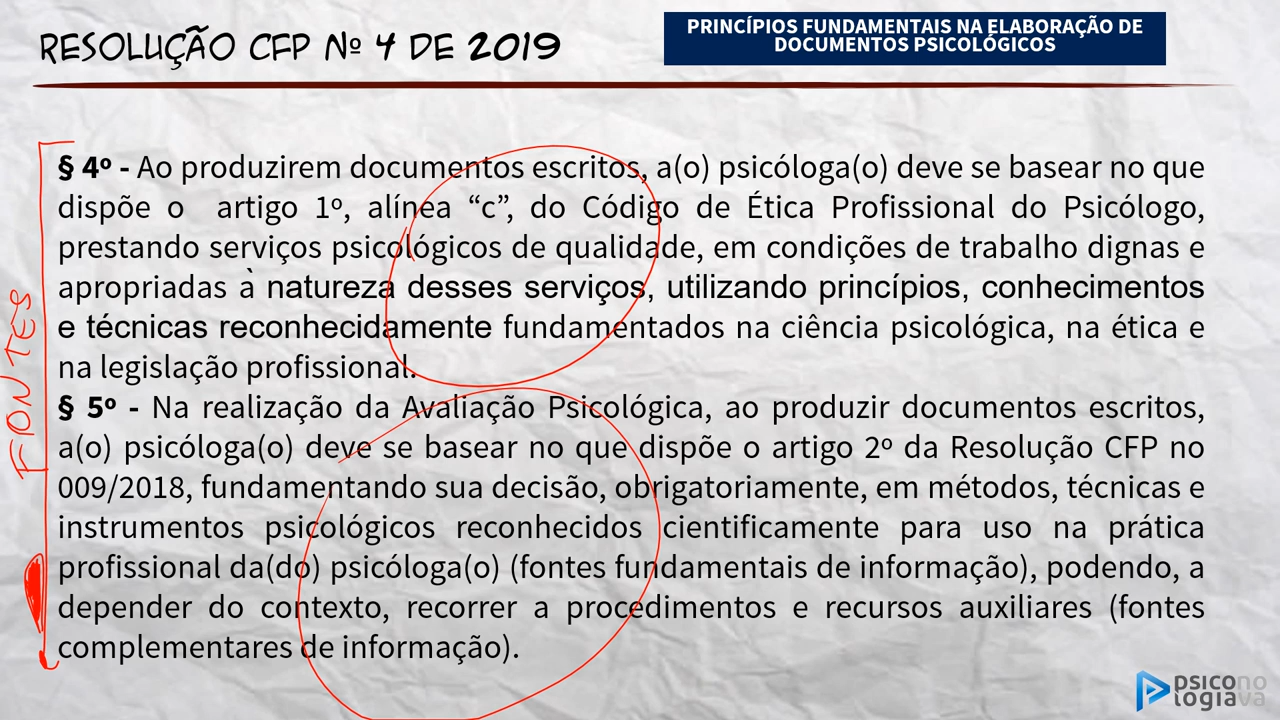 RESOLUÇÃO CFP Nº 4 DE 2019
PRINCÍPIOS FUNDAMENTAIS NA ELABORAÇÃO DE
DOCUMENTOS PSICOLÓGICOS
§ 4º - Ao produzirem documentos escritos, a(o) psicóloga(o) deve se basear no que
dispõe o artigo 1º, alínea “c”, do Código de Ética Profissional do Psicólogo,
prestando serviços psicológicos de qualidade, em condições de trabalho dignas e
apropriadas à natureza desses serviços, utilizando princípios, conhecimentos
e técnicas reconhecidamente fundamentados na ciência psicológica, na ética e
na legislação profissional.
§ 5º - Na realização da Avaliação Psicológica, ao produzir documentos escritos,
a(o) psicóloga(o) deve se basear no que dispõe o artigo 2º da Resolução CFP no
009/2018, fundamentando sua decisão, obrigatoriamente, em métodos, técnicas e
instrumentos psicológicos reconhecidos cientificamente para uso na prática
profissional da(do) psicóloga(o) (fontes fundamentais de informação), podendo, a
depender do contexto, recorrer a procedimentos e recursos auxiliares (fontes
complementares de informação).
FONTES
psicono
logiava